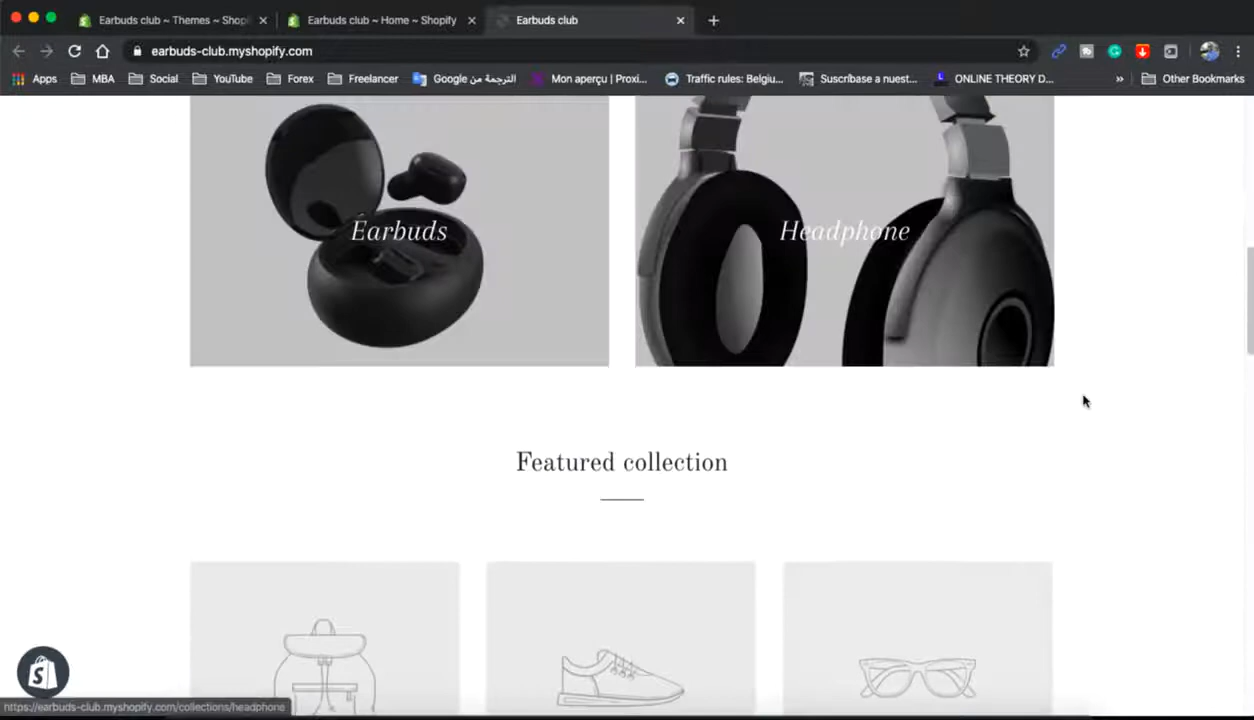 Earbuds club ~ Themes ~ Shopi
Earbuds club ~ Home ~ Shopify
Earbuds club
earbuds-club.myshopify.com
Apps
MBA
Social
YouTube
Forex
Freelancer
الترجمة من Google
Mon aperçu | Proxi...
Traffic rules: Belgiu...
Suscríbase a nuest...
ONLINE THEORY D...
»
Other Bookmarks
Earbuds
Headphone
Featured collection
https://earbuds-club.myshopify.com/collections/headphone